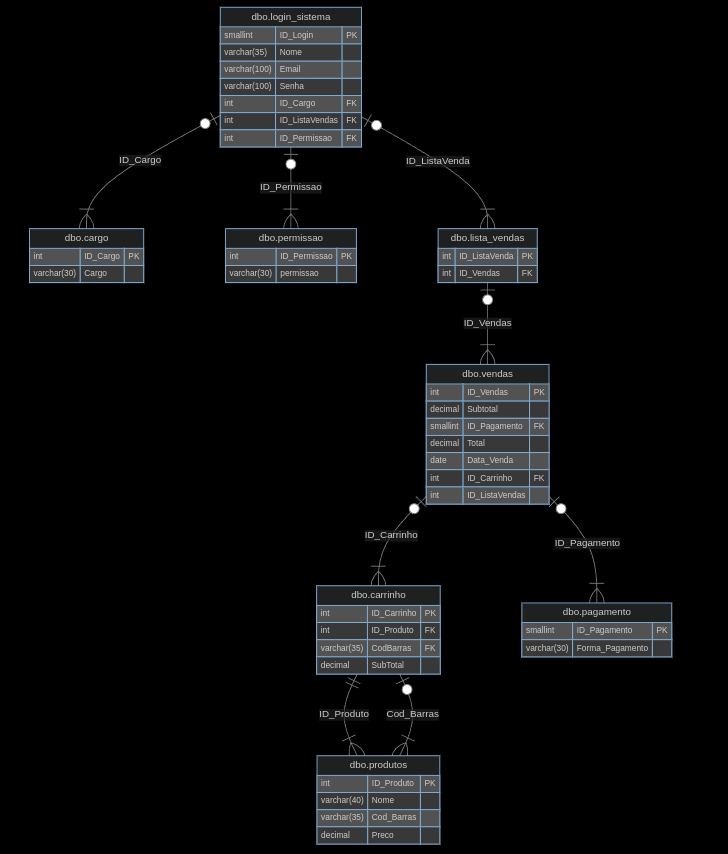 dbo.login_sistema
smallint ID_Login PK
varchar(35) Nome
varchar(100) Email
varchar(100) Senha
int ID_Cargo FK
int ID_ListaVendas FK
int ID_Permissao FK
ID_Cargo
ID_Permissao
ID_ListaVenda
dbo.cargo
int ID_Cargo PK
varchar(30) Cargo
dbo.permissao
int ID_Permissao PK
varchar(30) permissao
dbo.lista_vendas
int ID_ListaVenda PK
int ID_Vendas FK
ID_Vendas
dbo.vendas
int ID_Vendas PK
decimal Subtotal
smallint ID_Pagamento FK
decimal Total
date Data_Venda
int ID_Carrinho FK
int ID_ListaVendas
ID_Carrinho
ID_Pagamento
dbo.carrinho
int ID_Carrinho PK
int ID_Produto FK
varchar(35) CodBarras FK
decimal SubTotal
dbo.pagamento
smallint ID_Pagamento PK
varchar(30) Forma_Pagamento
ID_Produto
Cod_Barras
dbo.produtos
int ID_Produto PK
varchar(40) Nome
varchar(35) Cod_Barras
decimal Preco